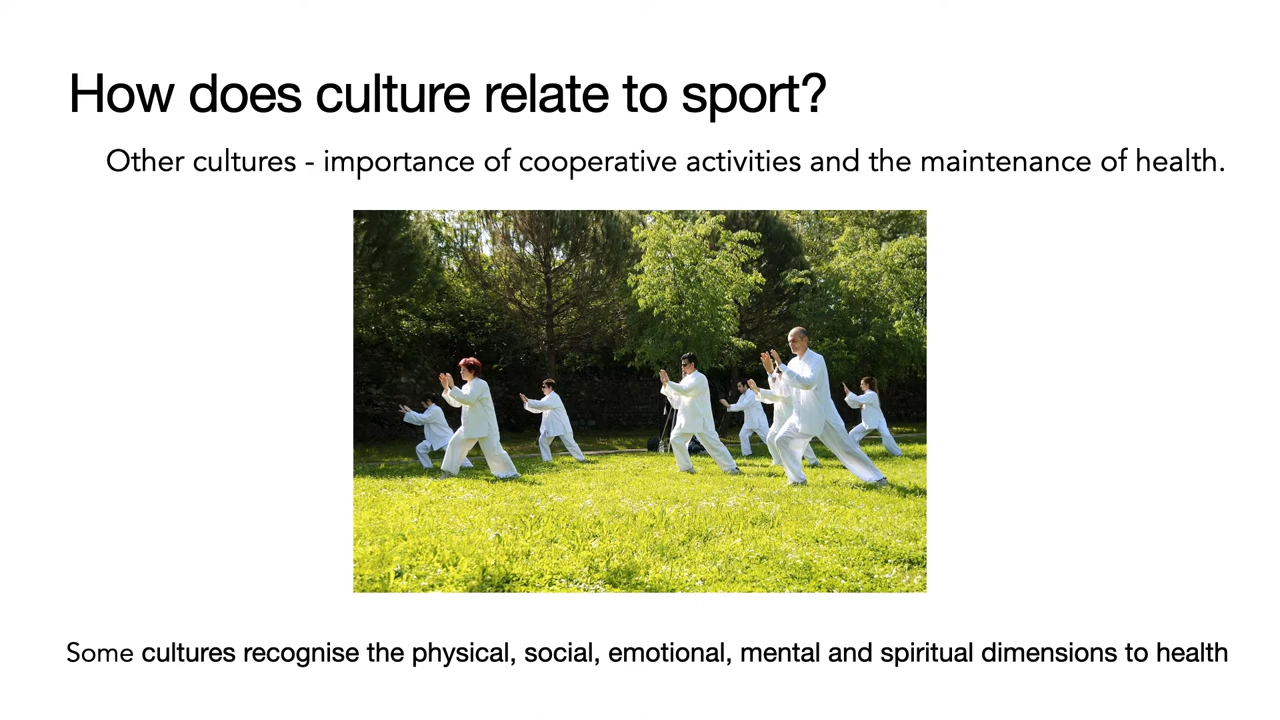 How does culture relate to sport?
Other cultures - importance of cooperative activities and the maintenance of health.
Some cultures recognise the physical, social, emotional, mental and spiritual dimensions to health